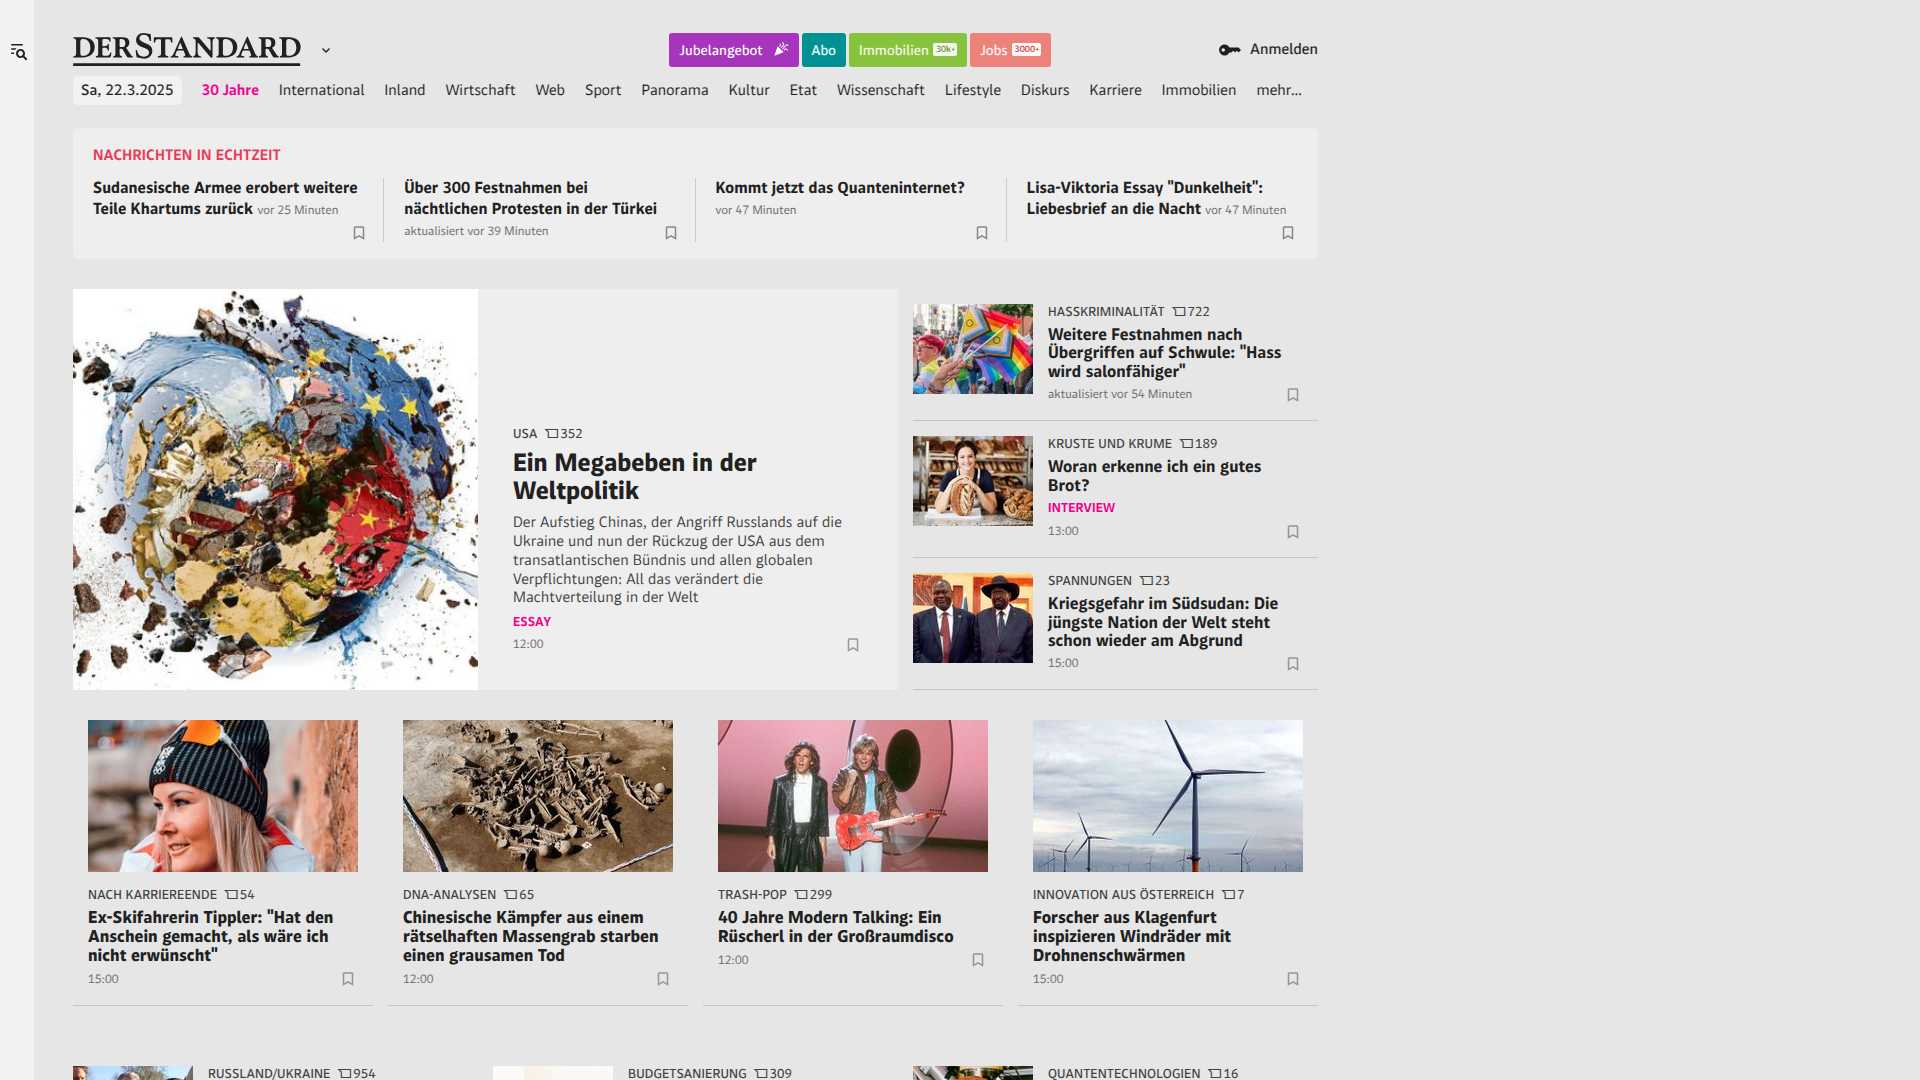 DERSTANDARD
Jubelangebot
Abo
Immobilien 30k+
Jobs 3000+
Anmelden
Sa, 22.3.2025
30 Jahre
International
Inland
Wirtschaft
Web
Sport
Panorama
Kultur
Etat
Wissenschaft
Lifestyle
Diskurs
Karriere
Immobilien
mehr...
NACHRICHTEN IN ECHTZEIT
Sudanesische Armee erobert weitere
Teile Khartums zurück vor 25 Minuten
Über 300 Festnahmen bei
nächtlichen Protesten in der Türkei
aktualisiert vor 39 Minuten
Kommt jetzt das Quanteninternet?
vor 47 Minuten
Lisa-Viktoria Essay "Dunkelheit":
Liebesbrief an die Nacht vor 47 Minuten
USA 352
Ein Megabeben in der
Weltpolitik
Der Aufstieg Chinas, der Angriff Russlands auf die
Ukraine und nun der Rückzug der USA aus dem
transatlantischen Bündnis und allen globalen
Verpflichtungen: All das verändert die
Machtverteilung in der Welt
ESSAY
12:00
HASSKRIMINALITÄT 722
Weitere Festnahmen nach
Übergriffen auf Schwule: "Hass
wird salonfähiger"
aktualisiert vor 54 Minuten
KRUSTE UND KRUME 189
Woran erkenne ich ein gutes
Brot?
INTERVIEW
13:00
SPANNUNGEN 23
Kriegsgefahr im Südsudan: Die
jüngste Nation der Welt steht
schon wieder am Abgrund
15:00
NACH KARRIEREENDE 54
Ex-Skifahrerin Tippler: "Hat den
Anschein gemacht, als wäre ich
nicht erwünscht"
15:00
DNA-ANALYSEN 65
Chinesische Kämpfer aus einem
rätselhaften Massengrab starben
einen grausamen Tod
12:00
TRASH-POP 299
40 Jahre Modern Talking: Ein
Rüscherl in der Großraumdisco
12:00
INNOVATION AUS ÖSTERREICH 7
Forscher aus Klagenfurt
inspizieren Windräder mit
Drohnenschwärmen
15:00
RUSSLAND/UKRAINE 954
BUDGETSANIERUNG 309
QUANTENTECHNOLOGIEN 16